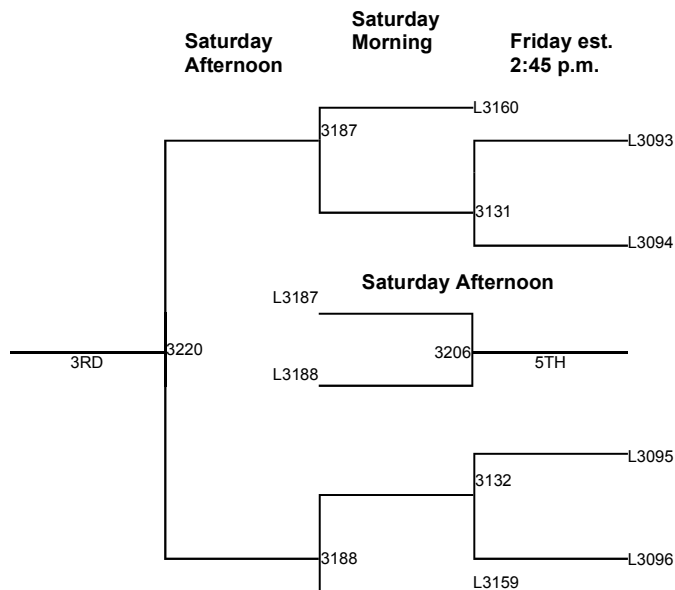 Saturday
Afternoon
Saturday
Morning
Friday est.
2:45 p.m.
L3160
3187
L3093
3131
L3094
Saturday Afternoon
L3187
3220
3206
3RD
5TH
L3188
L3095
3132
3188
L3096
L3159